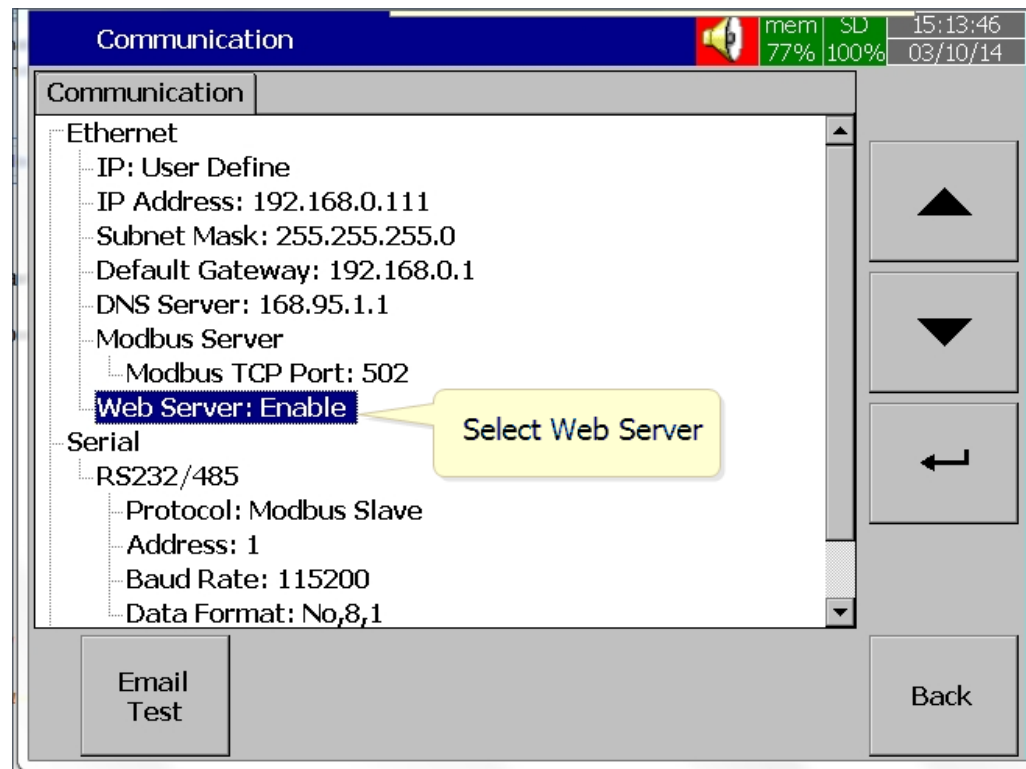 Communication
mem SD 15:13:46
77% 100% 03/10/14
Communication
Ethernet
IP: User Define
IP Address: 192.168.0.111
Subnet Mask: 255.255.255.0
Default Gateway: 192.168.0.1
DNS Server: 168.95.1.1
Modbus Server
Modbus TCP Port: 502
Web Server: Enable
Select Web Server
Serial
RS232/485
Protocol: Modbus Slave
Address: 1
Baud Rate: 115200
Data Format: No,8,1
Email
Test
Back